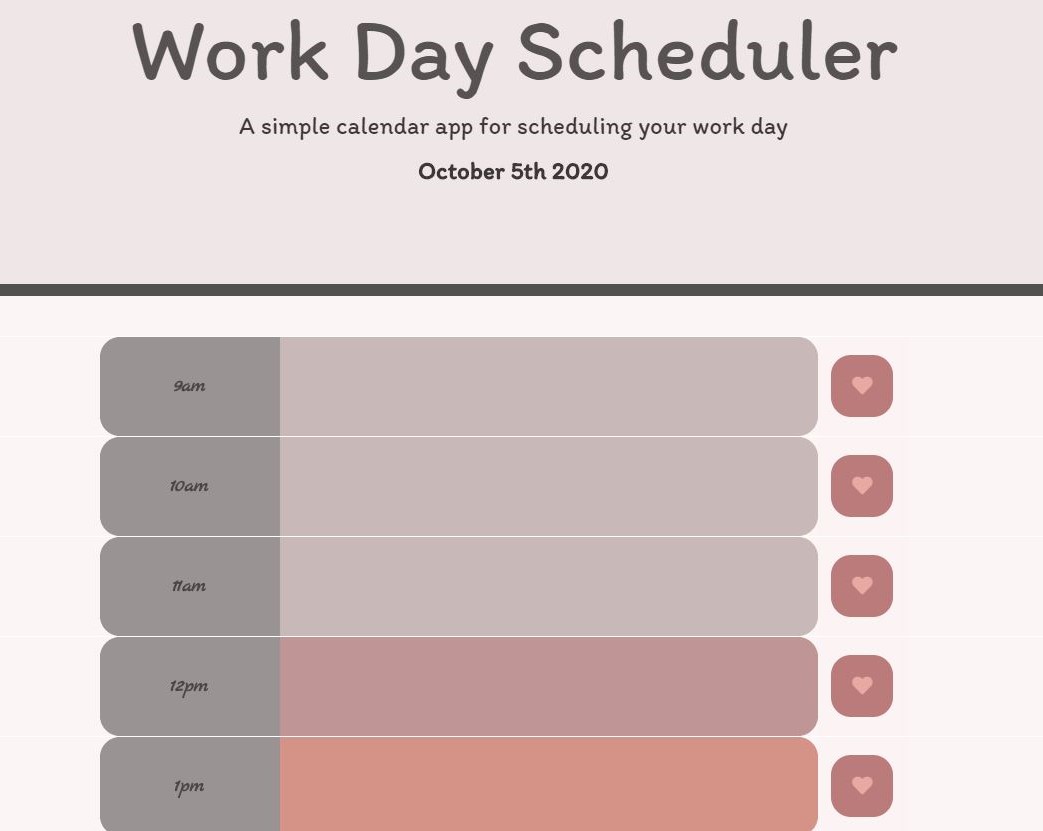 Work Day Scheduler
A simple calendar app for scheduling your work day
October 5th 2020
9am
10am
11am
12pm
1pm